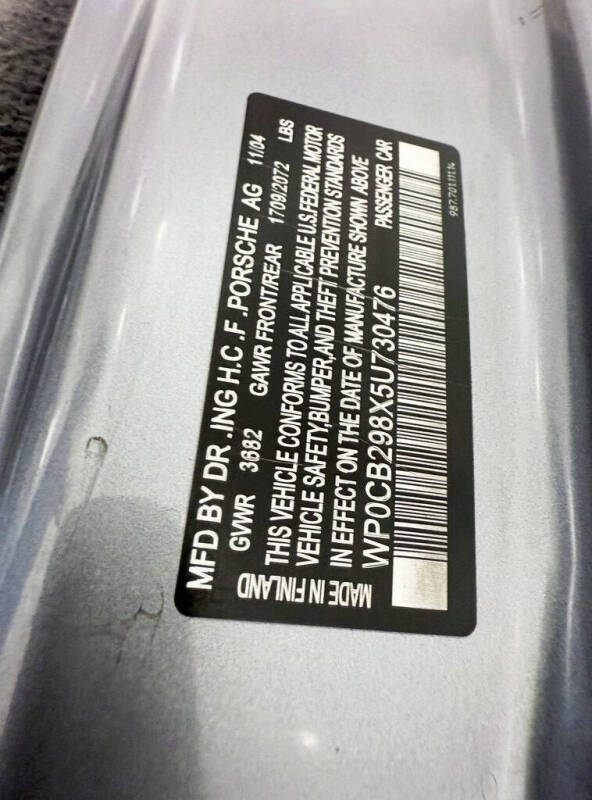 MFD BY DR .ING H.C .F .PORSCHE AG 11/04
GVWR 3682 GAWR FRONT/REAR 1709/2072 LBS
THIS VEHICLE CONFORMS TO ALL APPLICABLE U.S.FEDERAL MOTOR
VEHICLE SAFETY,BUMPER,AND THEFT PREVENTION STANDARDS
IN EFFECT ON THE DATE OF MANUFACTURE SHOWN ABOVE
WP0CB298X5U730476 PASSENGER CAR
MADE IN FINLAND
987.701.111.14